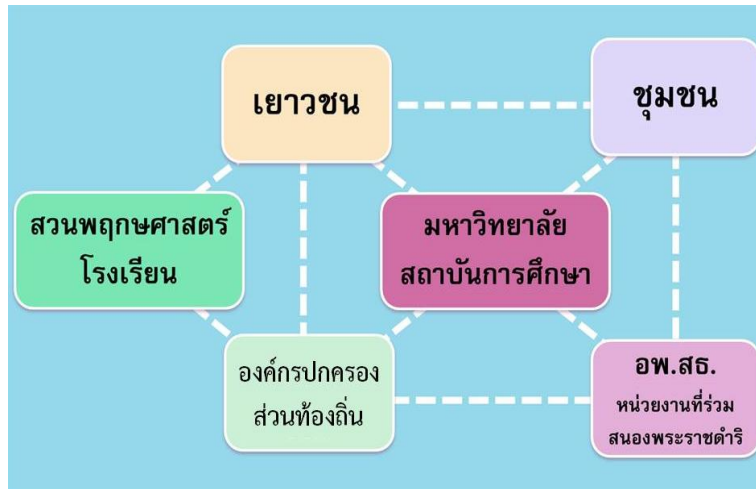 เยาวชน
ชุมชน
สวนพฤกษศาสตร์
โรงเรียน
มหาวิทยาลัย
สถาบันการศึกษา
องค์กรปกครอง
ส่วนท้องถิ่น
อพ.สธ.
หน่วยงานที่ร่วม
สนองพระราชดำริ